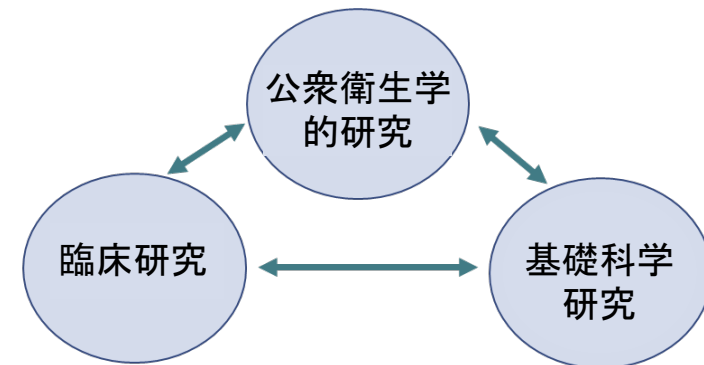 公衆衛生学
的研究
臨床研究
基礎科学
研究